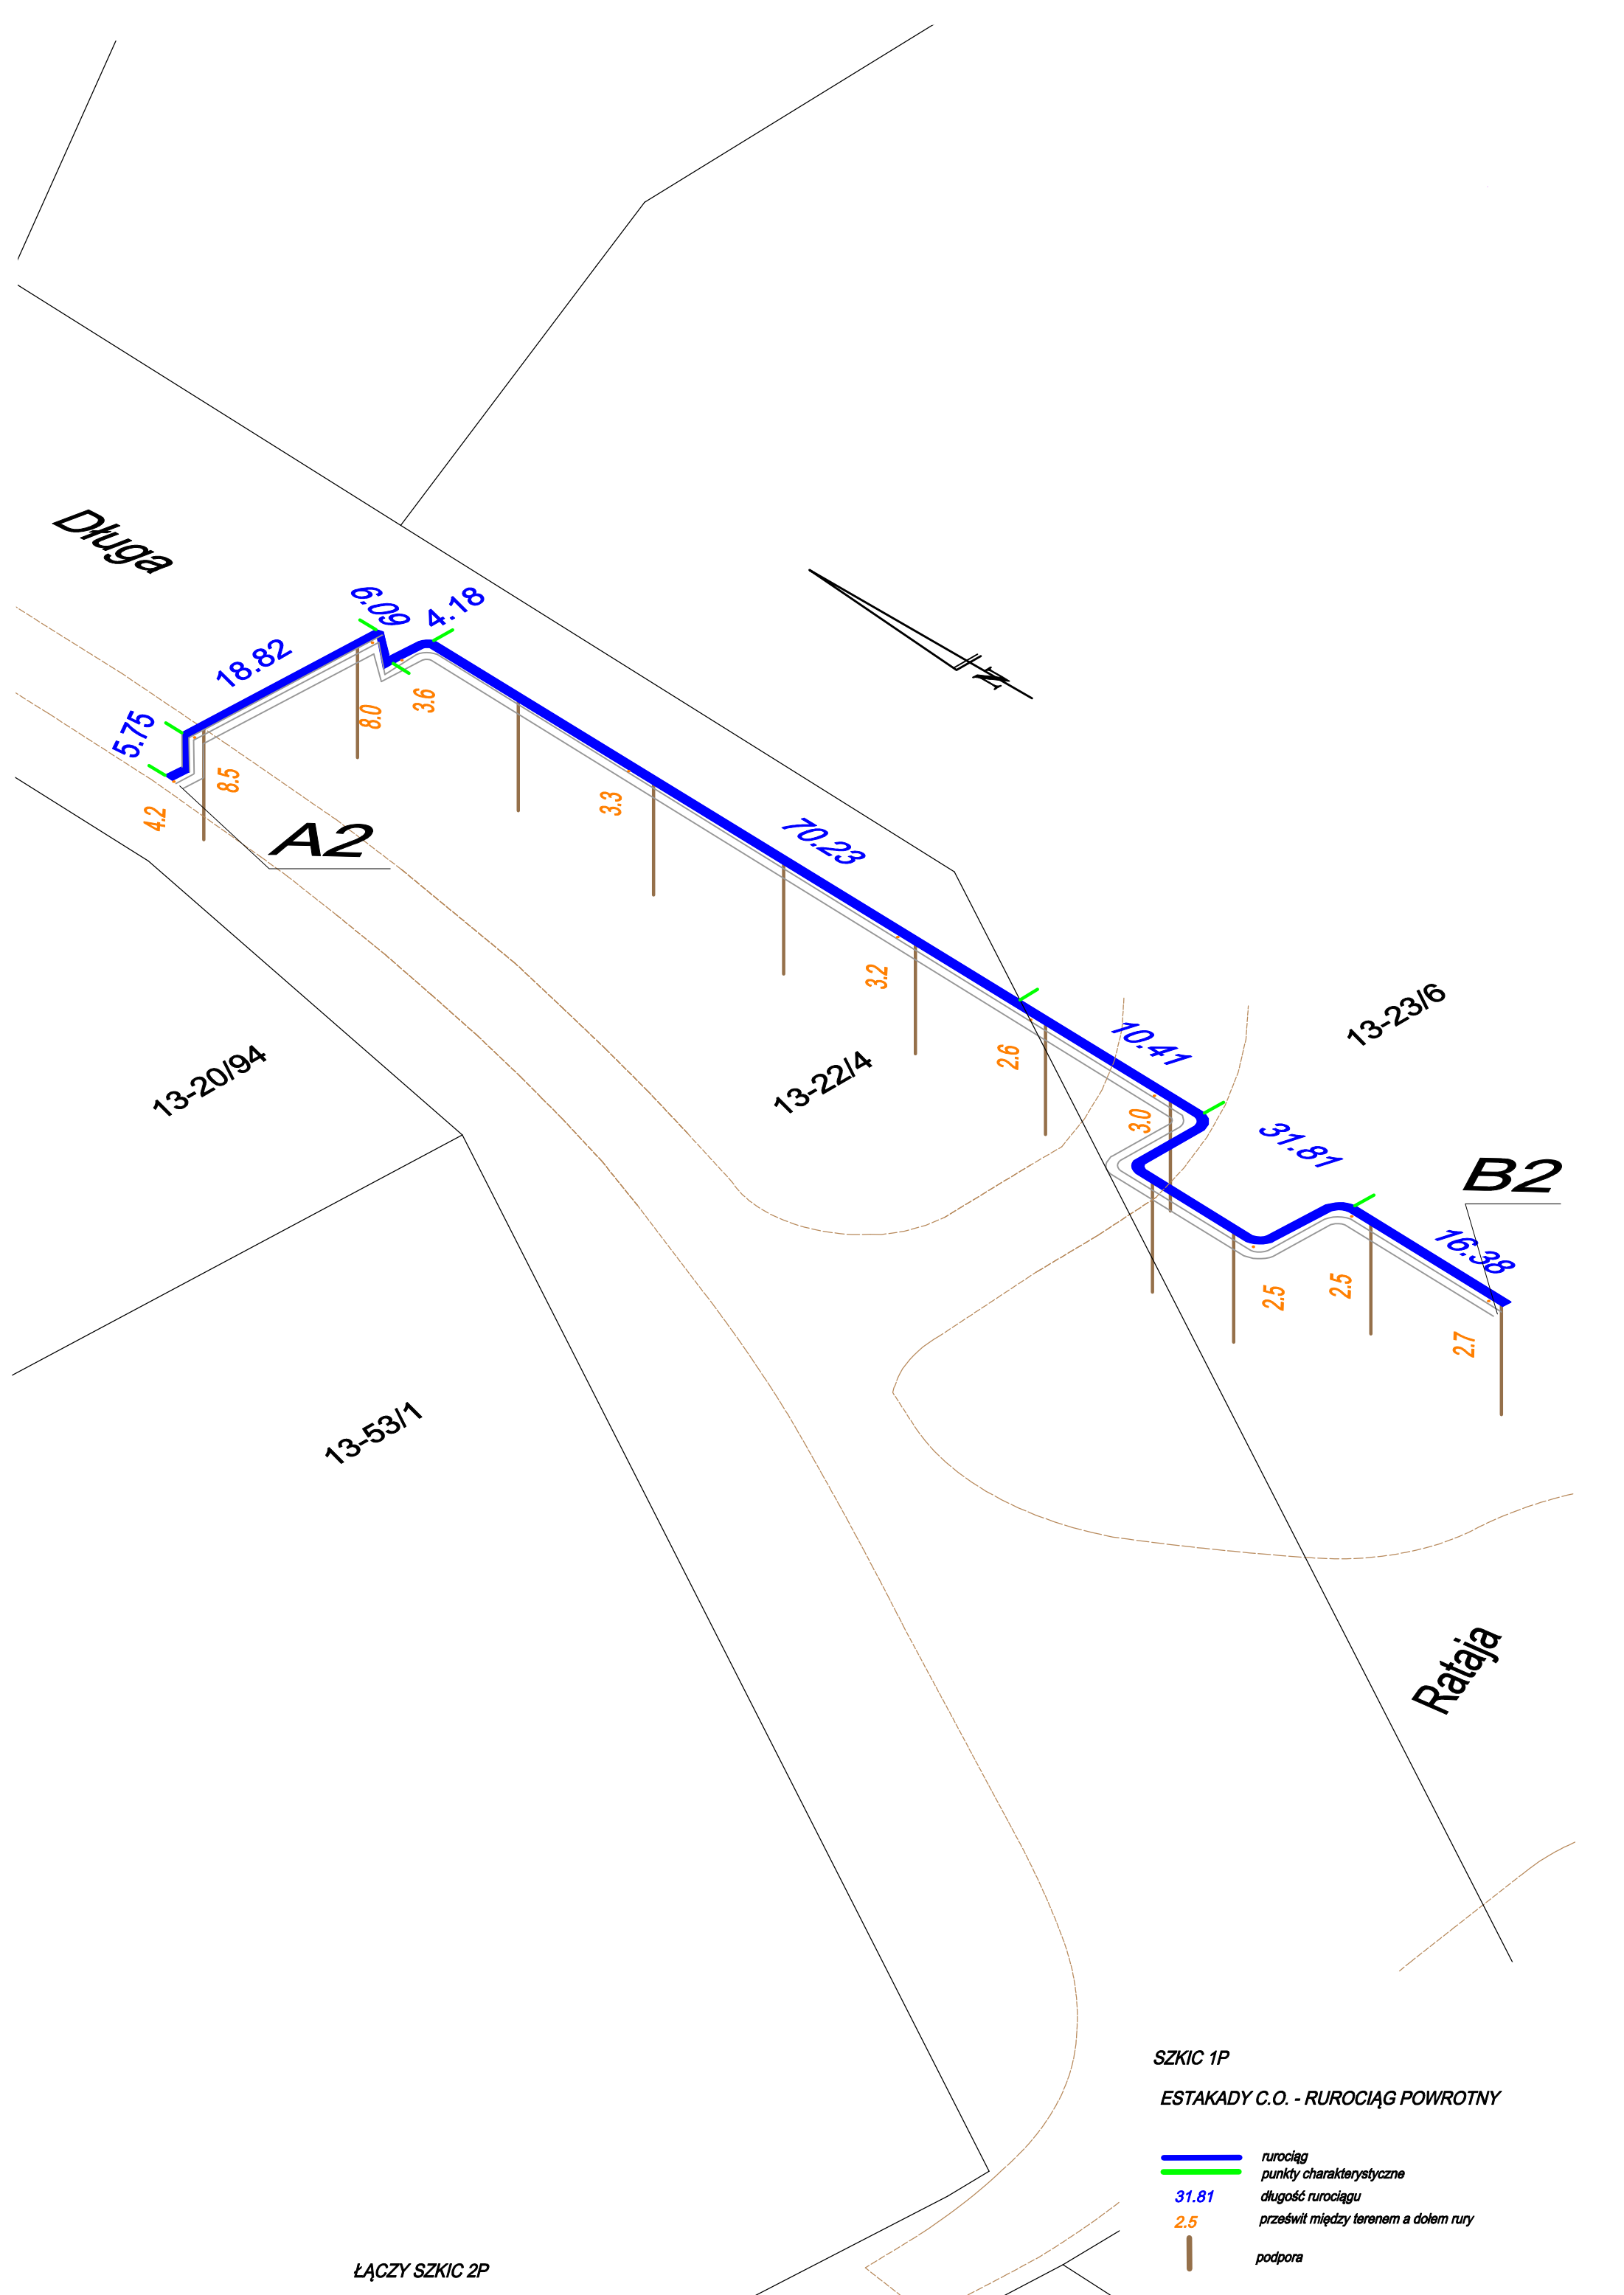 Długa
6.09
4.18
18.82
5.75
3.6
8.0
8.5
4.2
A2
3.3
70.23
N
3.2
2.6
10.41
3.0
13-23/6
13-20/94
13-22/4
31.81
B2
16.38
2.5
2.5
2.7
13-53/1
Rataja
SZKIC 1P
ESTAKADY C.O. - RUROCIĄG POWROTNY
rurociąg
punkty charakterystyczne
31.81 długość rurociągu
2.5 prześwit między terenem a dołem rury
podpora
ŁĄCZY SZKIC 2P